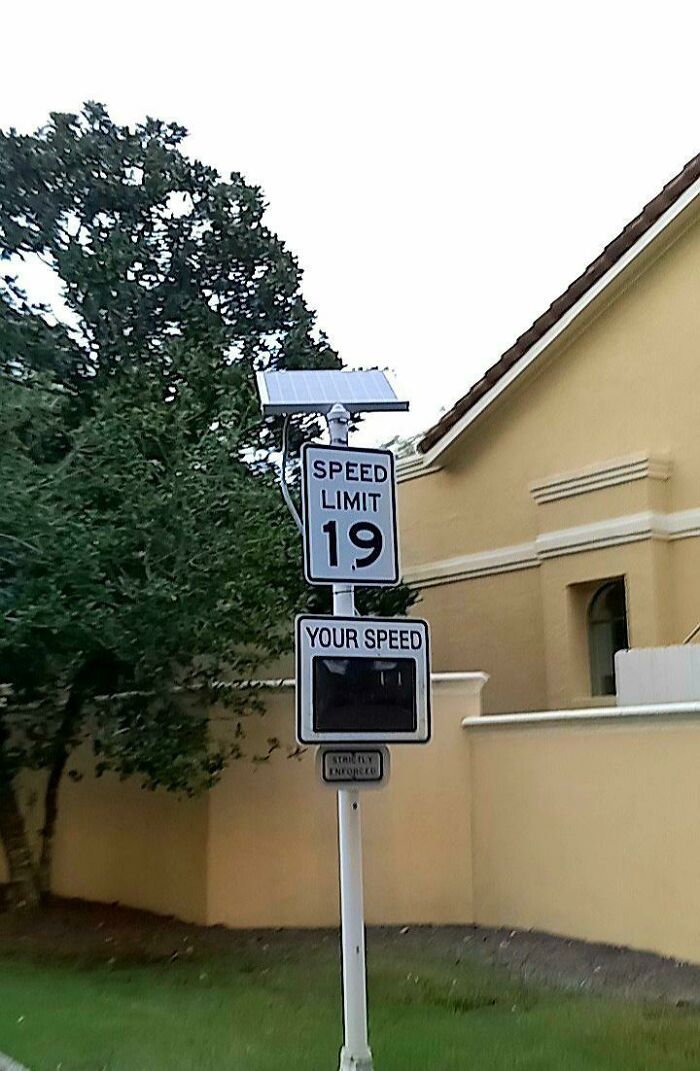 SPEED
LIMIT
19
YOUR SPEED
STRICTLY
ENFORCED